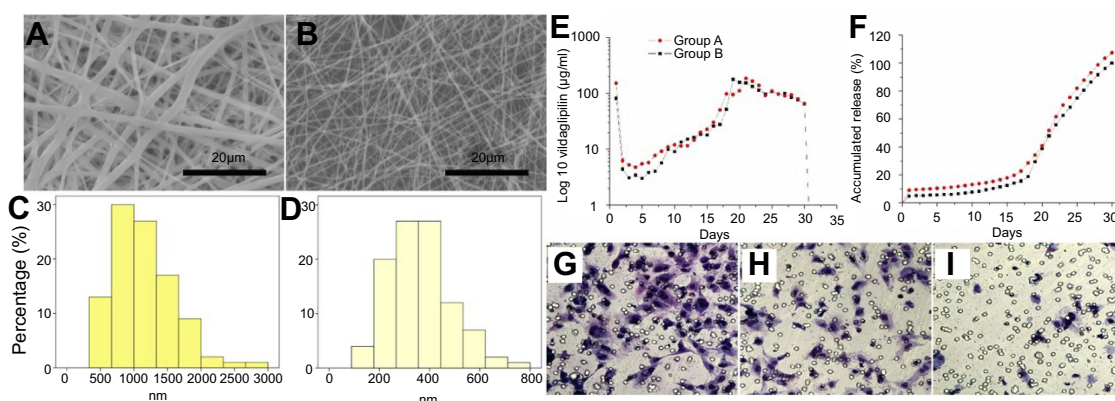 A
20µm
B
20µm
C
Percentage (%)
30
20
10
0
0 500 1000 1500 2000 2500 3000
nm
D
30
20
10
0
200 400 600 800
nm
E
Log 10 vildaglipilin (µg/ml)
1000
100
10
1
Group A
Group B
0 5 10 15 20 25 30 35
Days
F
Accumulated release (%)
120
100
80
60
40
20
0
0 5 10 15 20 25 30
Days
G
H
I